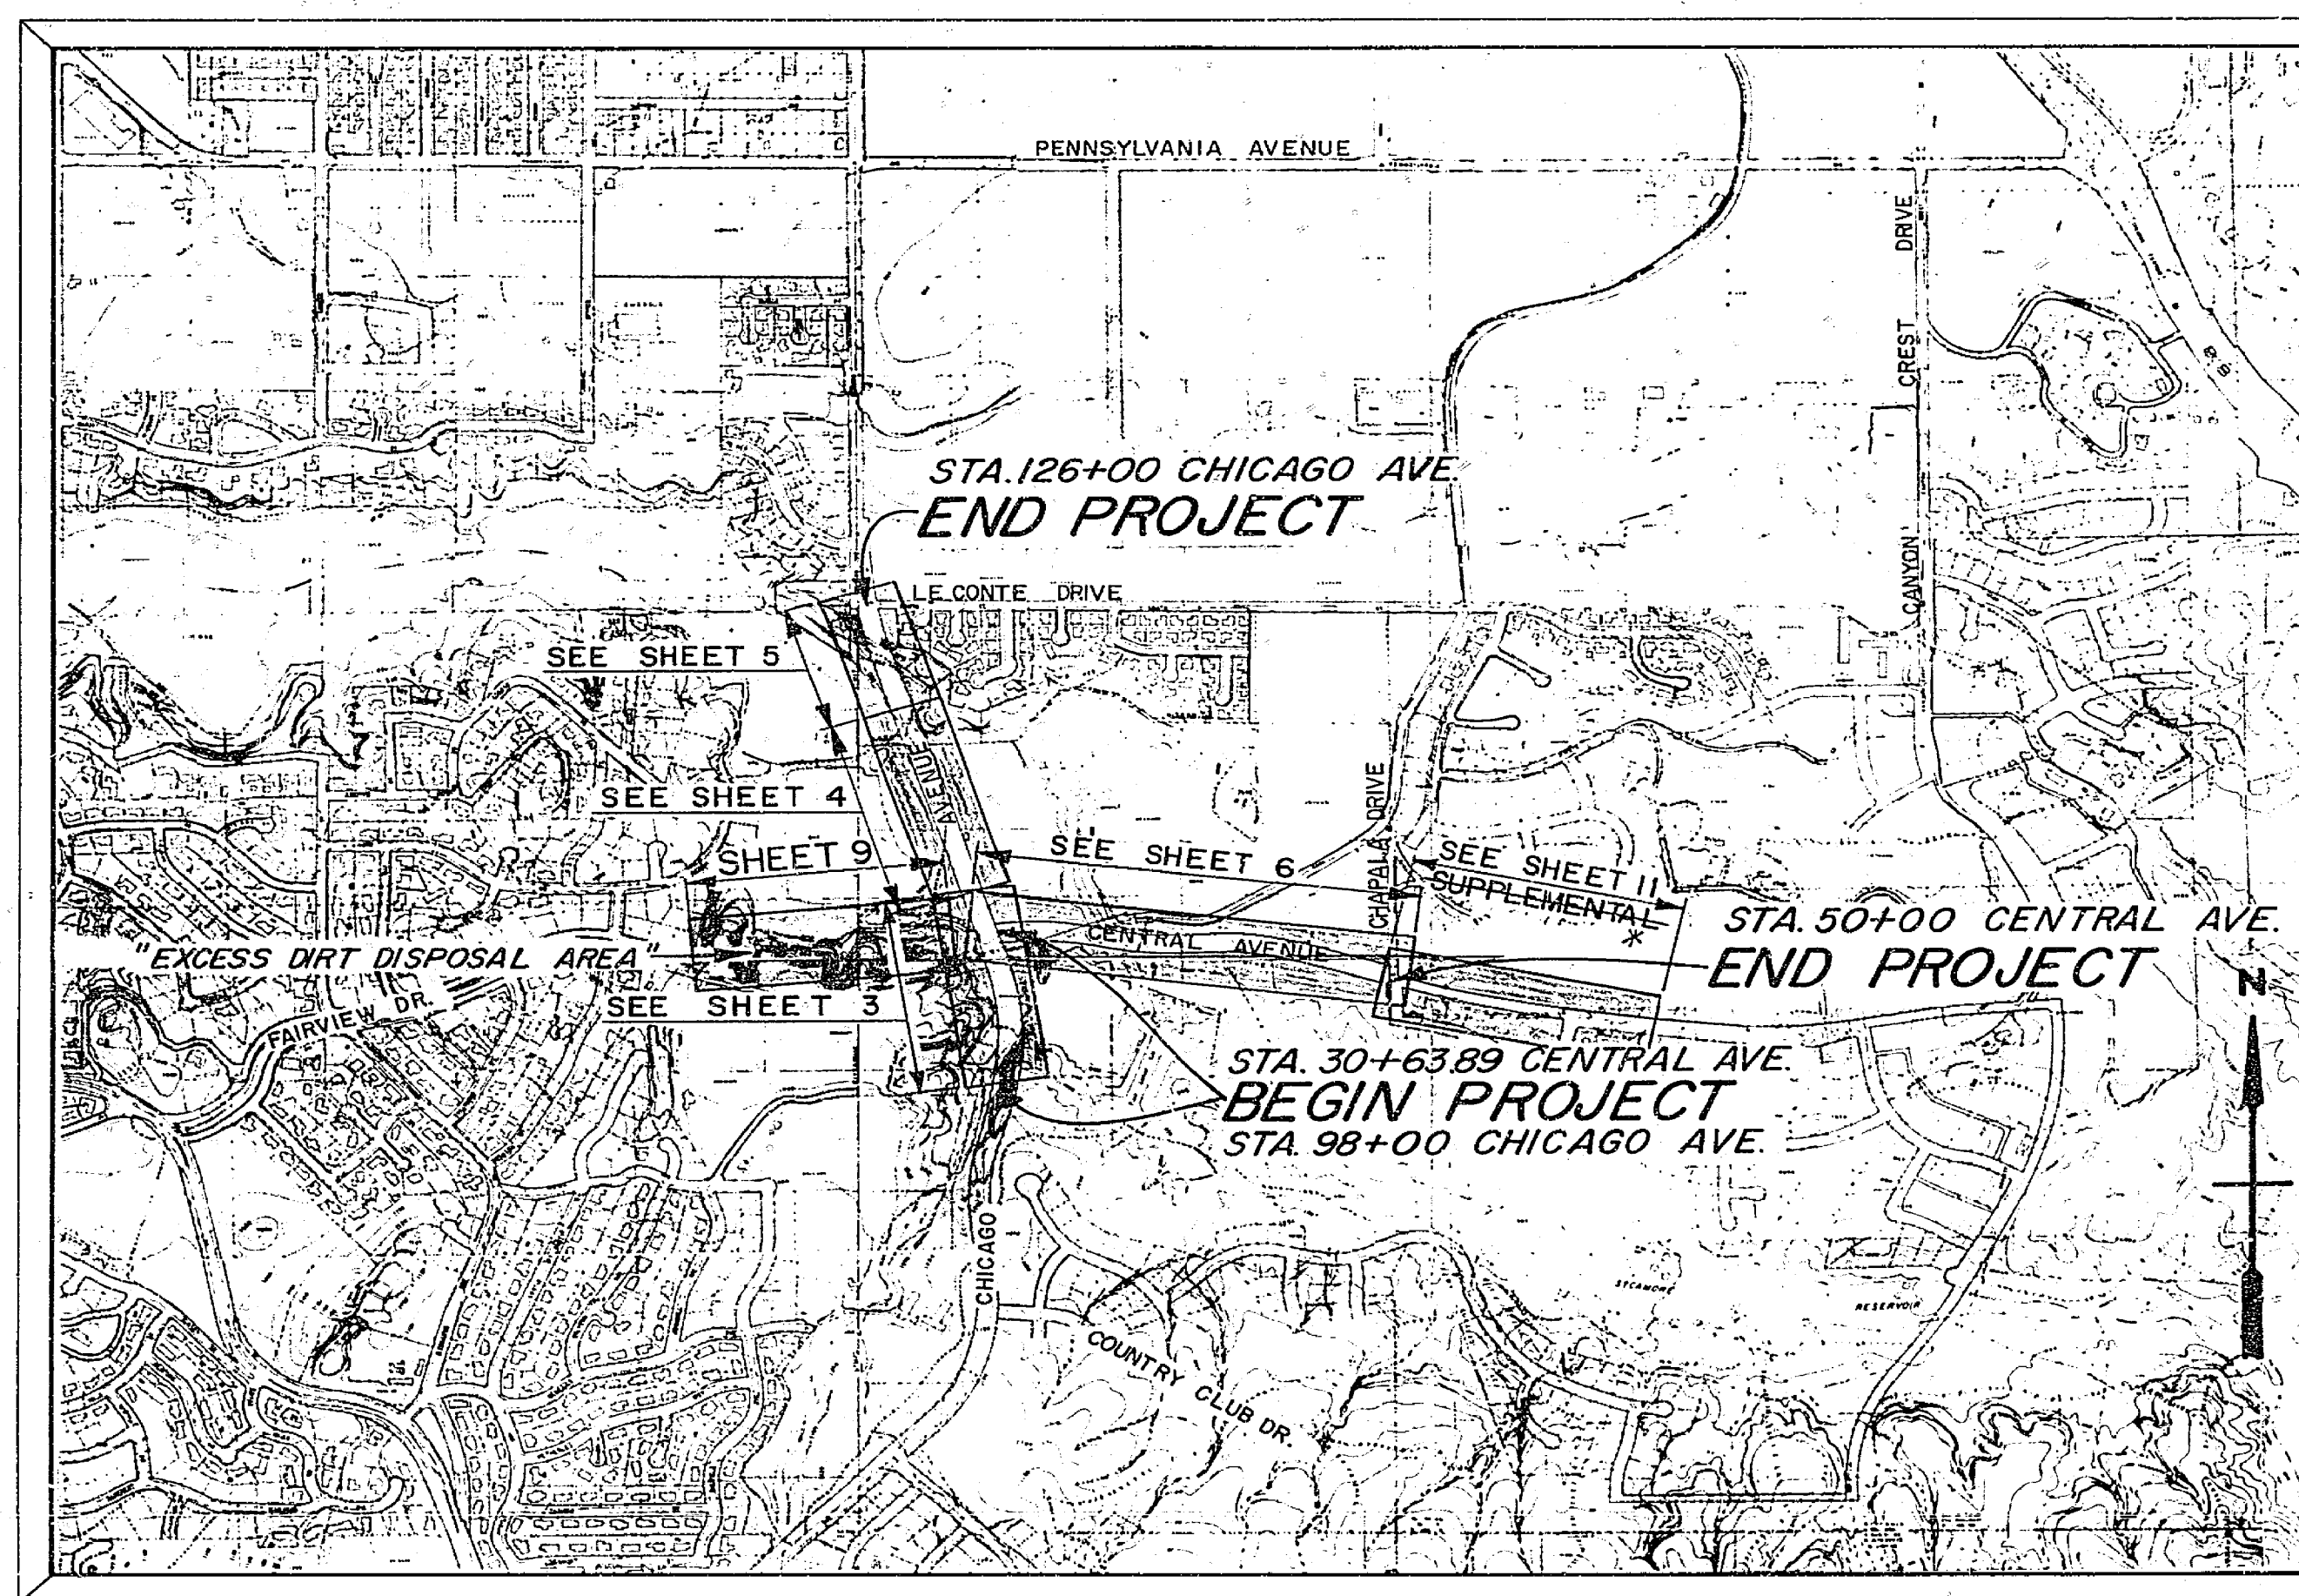 PENNSYLVANIA AVENUE
CANYON CREST DRIVE
STA. 126+00 CHICAGO AVE.
END PROJECT
LE CONTE DRIVE
SEE SHEET 5
SEE SHEET 4
AVENUE
SHEET 9
SEE SHEET 6
CHAPALA DRIVE
SEE SHEET 11
SUPPLEMENTAL
*
STA. 50+00 CENTRAL AVE.
END PROJECT
CENTRAL AVENUE
"EXCESS DIRT DISPOSAL AREA"
SEE SHEET 3
FAIRVIEW DR.
N
STA. 30+63.89 CENTRAL AVE.
BEGIN PROJECT
STA. 98+00 CHICAGO AVE.
CHICAGO
COUNTRY CLUB DR.
SYCAMORE
RESERVOIR